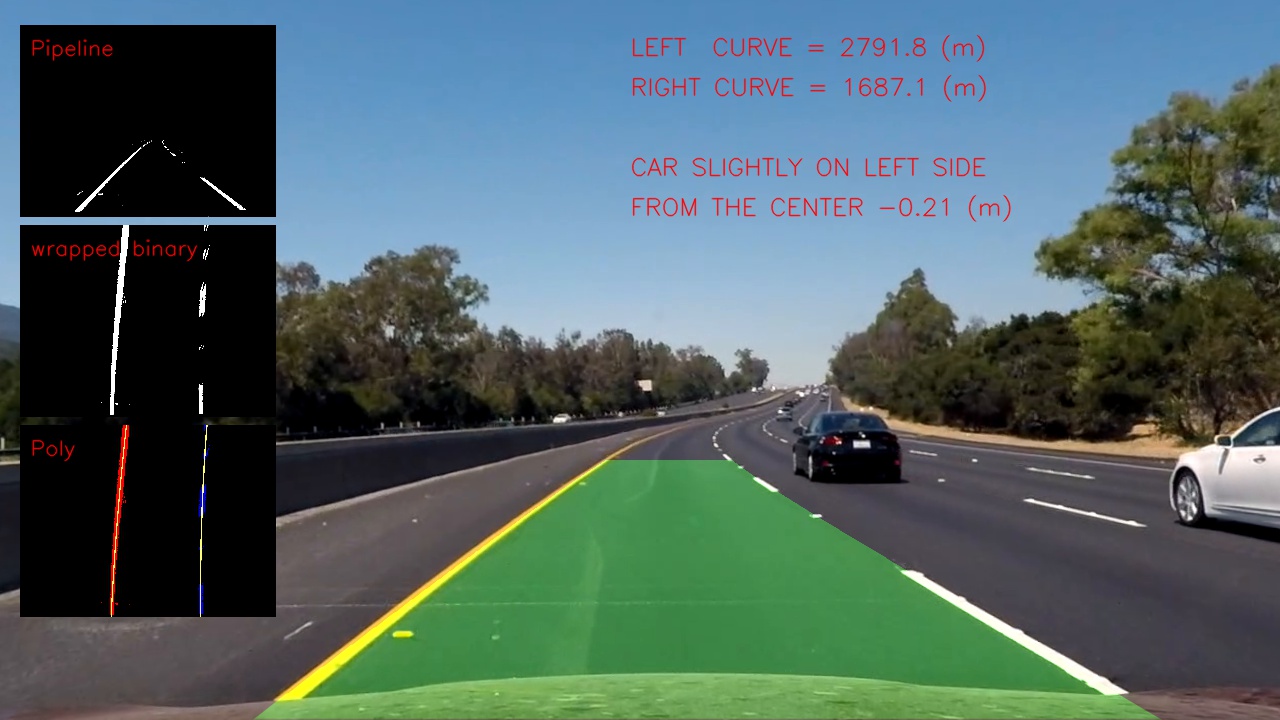 Pipeline
wrapped binary
Poly
LEFT CURVE = 2791.8 (m)
RIGHT CURVE = 1687.1 (m)
CAR SLIGHTLY ON LEFT SIDE
FROM THE CENTER -0.21 (m)